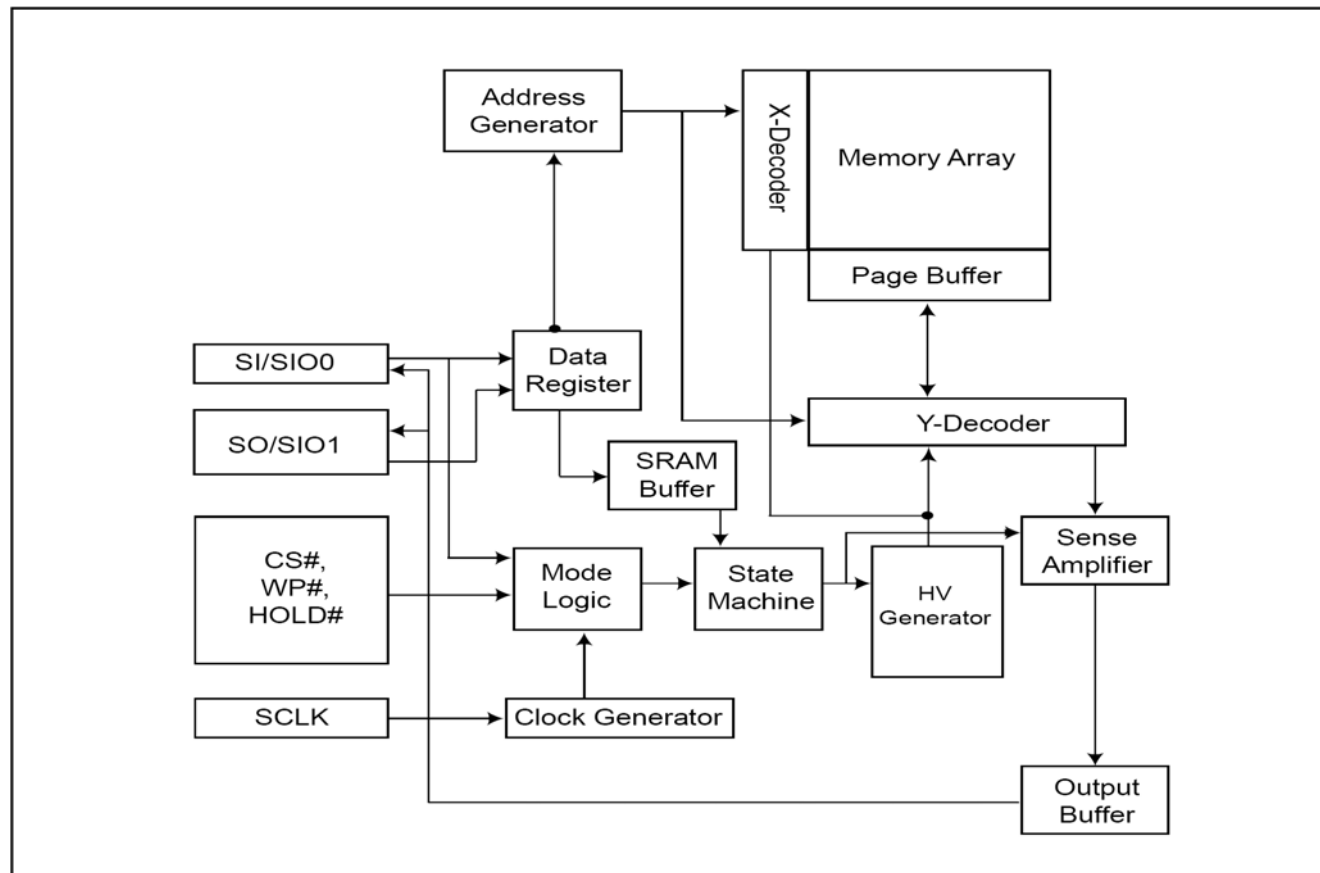 Address
Generator
X-Decoder
Memory Array
Page Buffer
SI/SIO0
Data
Register
SO/SIO1
Y-Decoder
SRAM
Buffer
CS#,
WP#,
HOLD#
Mode
Logic
State
Machine
HV
Generator
Sense
Amplifier
SCLK
Clock Generator
Output
Buffer